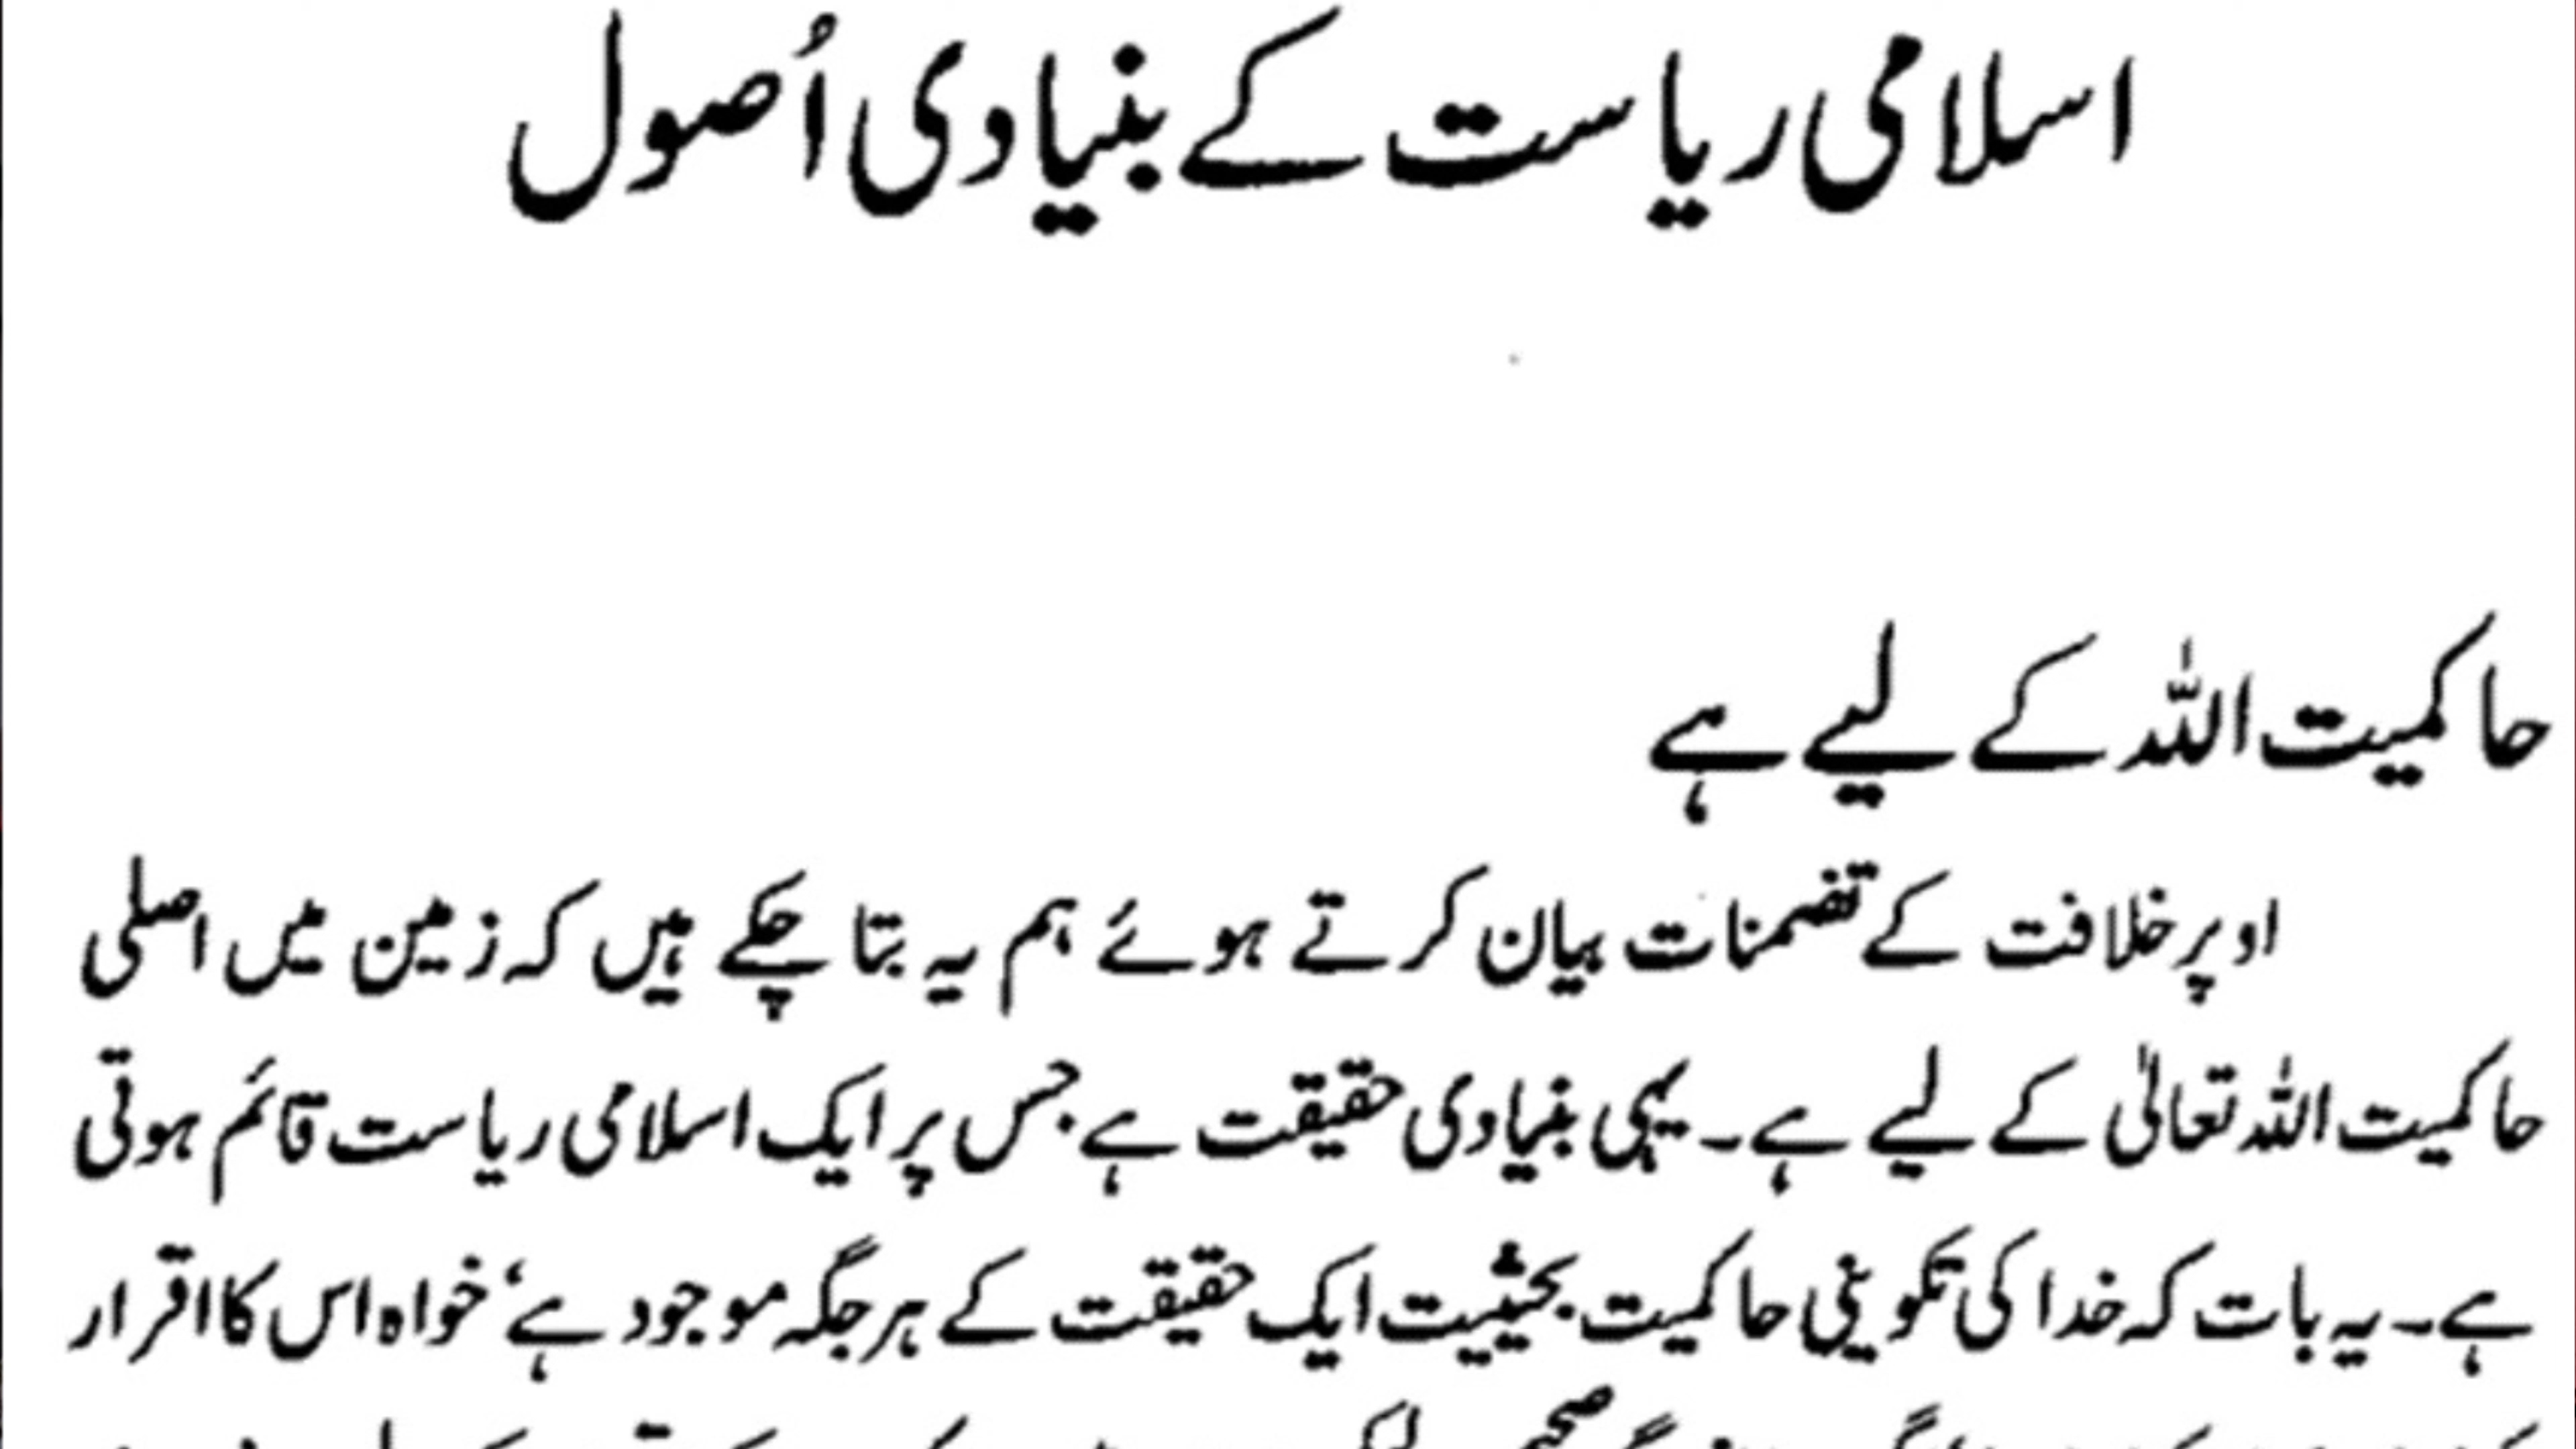 اسلامی ریاست کے بنیادی اُصول
حاکمیت اللہ کے لیے ہے
اوپر خلافت کے تضمنات بیان کرتے ہوئے ہم یہ بتا چکے ہیں کہ زمین میں اصلی
حاکمیت اللہ تعالٰی کے لیے ہے۔ یہی بنیادی حقیقت ہے جس پر ایک اسلامی ریاست قائم ہوتی
ہے۔ یہ بات کہ خدا کی تکوینی حاکمیت بحیثیت ایک حقیقت کے ہر جگہ موجود ہے، خواہ اس کا اقرار